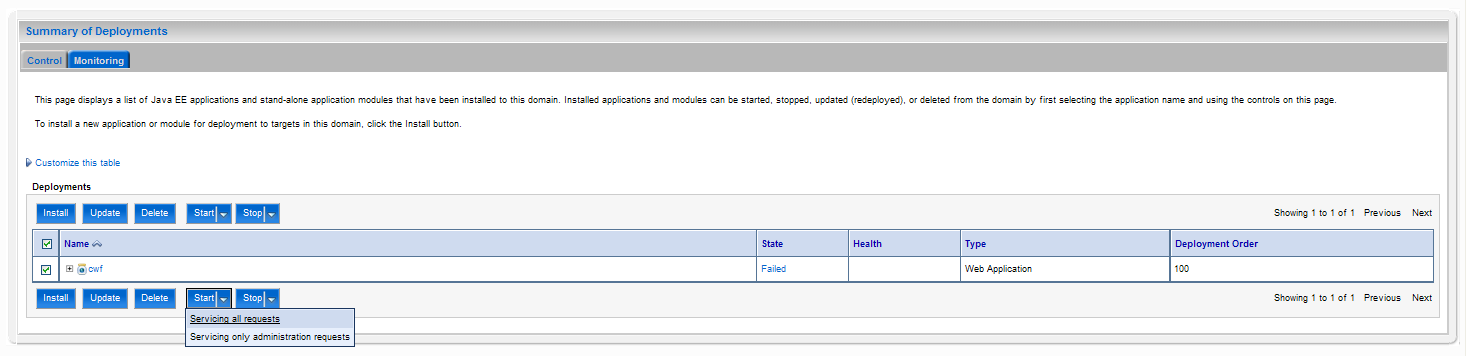 Summary of Deployments
Control Monitoring
This page displays a list of Java EE applications and stand-alone application modules that have been installed to this domain. Installed applications and modules can be started, stopped, updated (redeployed), or deleted from the domain by first selecting the application name and using the controls on this page.
To install a new application or module for deployment to targets in this domain, click the Install button.
Customize this table
Deployments
Install Update Delete Start Stop Showing 1 to 1 of 1 Previous Next
Name State Health Type Deployment Order
cwf Failed Web Application 100
Install Update Delete Start Stop Showing 1 to 1 of 1 Previous Next
Servicing all requests
Servicing only administration requests